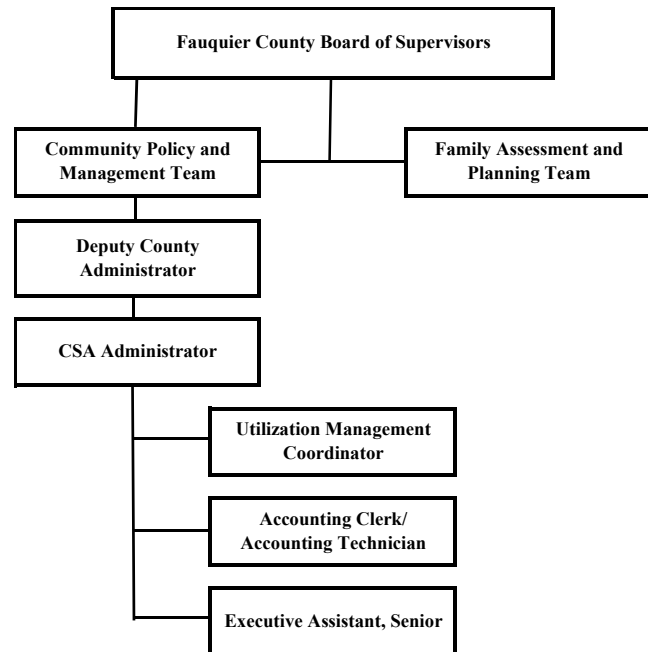 Fauquier County Board of Supervisors
Community Policy and
Management Team
Family Assessment and
Planning Team
Deputy County
Administrator
CSA Administrator
Utilization Management
Coordinator
Accounting Clerk/
Accounting Technician
Executive Assistant, Senior